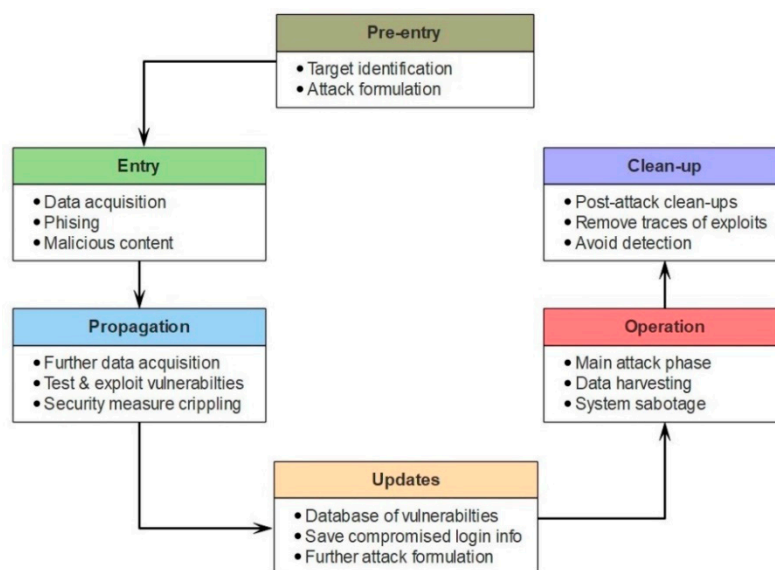 Pre-entry
• Target identification
• Attack formulation
Entry
• Data acquisition
• Phising
• Malicious content
Propagation
• Further data acquisition
• Test & exploit vulnerabilties
• Security measure crippling
Updates
• Database of vulnerabilties
• Save compromised login info
• Further attack formulation
Operation
• Main attack phase
• Data harvesting
• System sabotage
Clean-up
• Post-attack clean-ups
• Remove traces of exploits
• Avoid detection